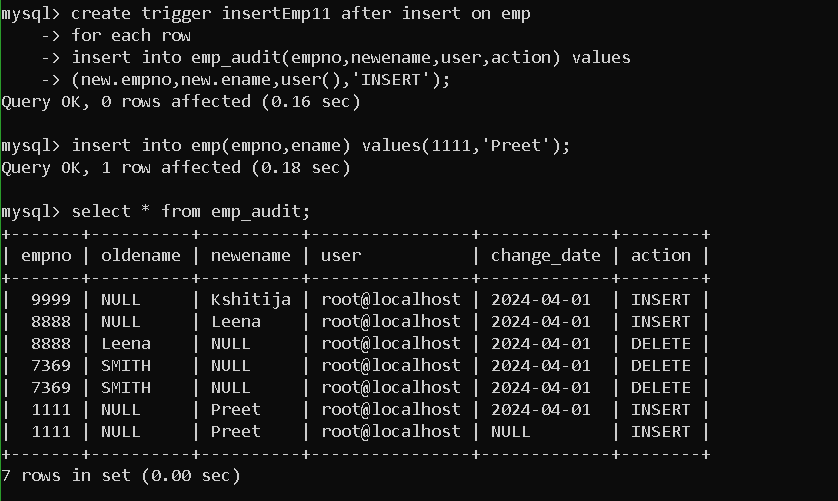 mysql> create trigger insertEmp11 after insert on emp
    -> for each row
    -> insert into emp_audit(empno,newename,user,action) values
    -> (new.empno,new.ename,user(),'INSERT');
Query OK, 0 rows affected (0.16 sec)

mysql> insert into emp(empno,ename) values(1111,'Preet');
Query OK, 1 row affected (0.18 sec)

mysql> select * from emp_audit;
+-------+----------+----------+----------------+-------------+--------+
| empno | oldename | newename | user           | change_date | action |
+-------+----------+----------+----------------+-------------+--------+
|  9999 | NULL     | Kshitija | root@localhost | 2024-04-01  | INSERT |
|  8888 | NULL     | Leena    | root@localhost | 2024-04-01  | INSERT |
|  8888 | Leena    | NULL     | root@localhost | 2024-04-01  | DELETE |
|  7369 | SMITH    | NULL     | root@localhost | 2024-04-01  | DELETE |
|  7369 | SMITH    | NULL     | root@localhost | 2024-04-01  | DELETE |
|  1111 | NULL     | Preet    | root@localhost | 2024-04-01  | INSERT |
|  1111 | NULL     | Preet    | root@localhost | NULL        | INSERT |
+-------+----------+----------+----------------+-------------+--------+
7 rows in set (0.00 sec)